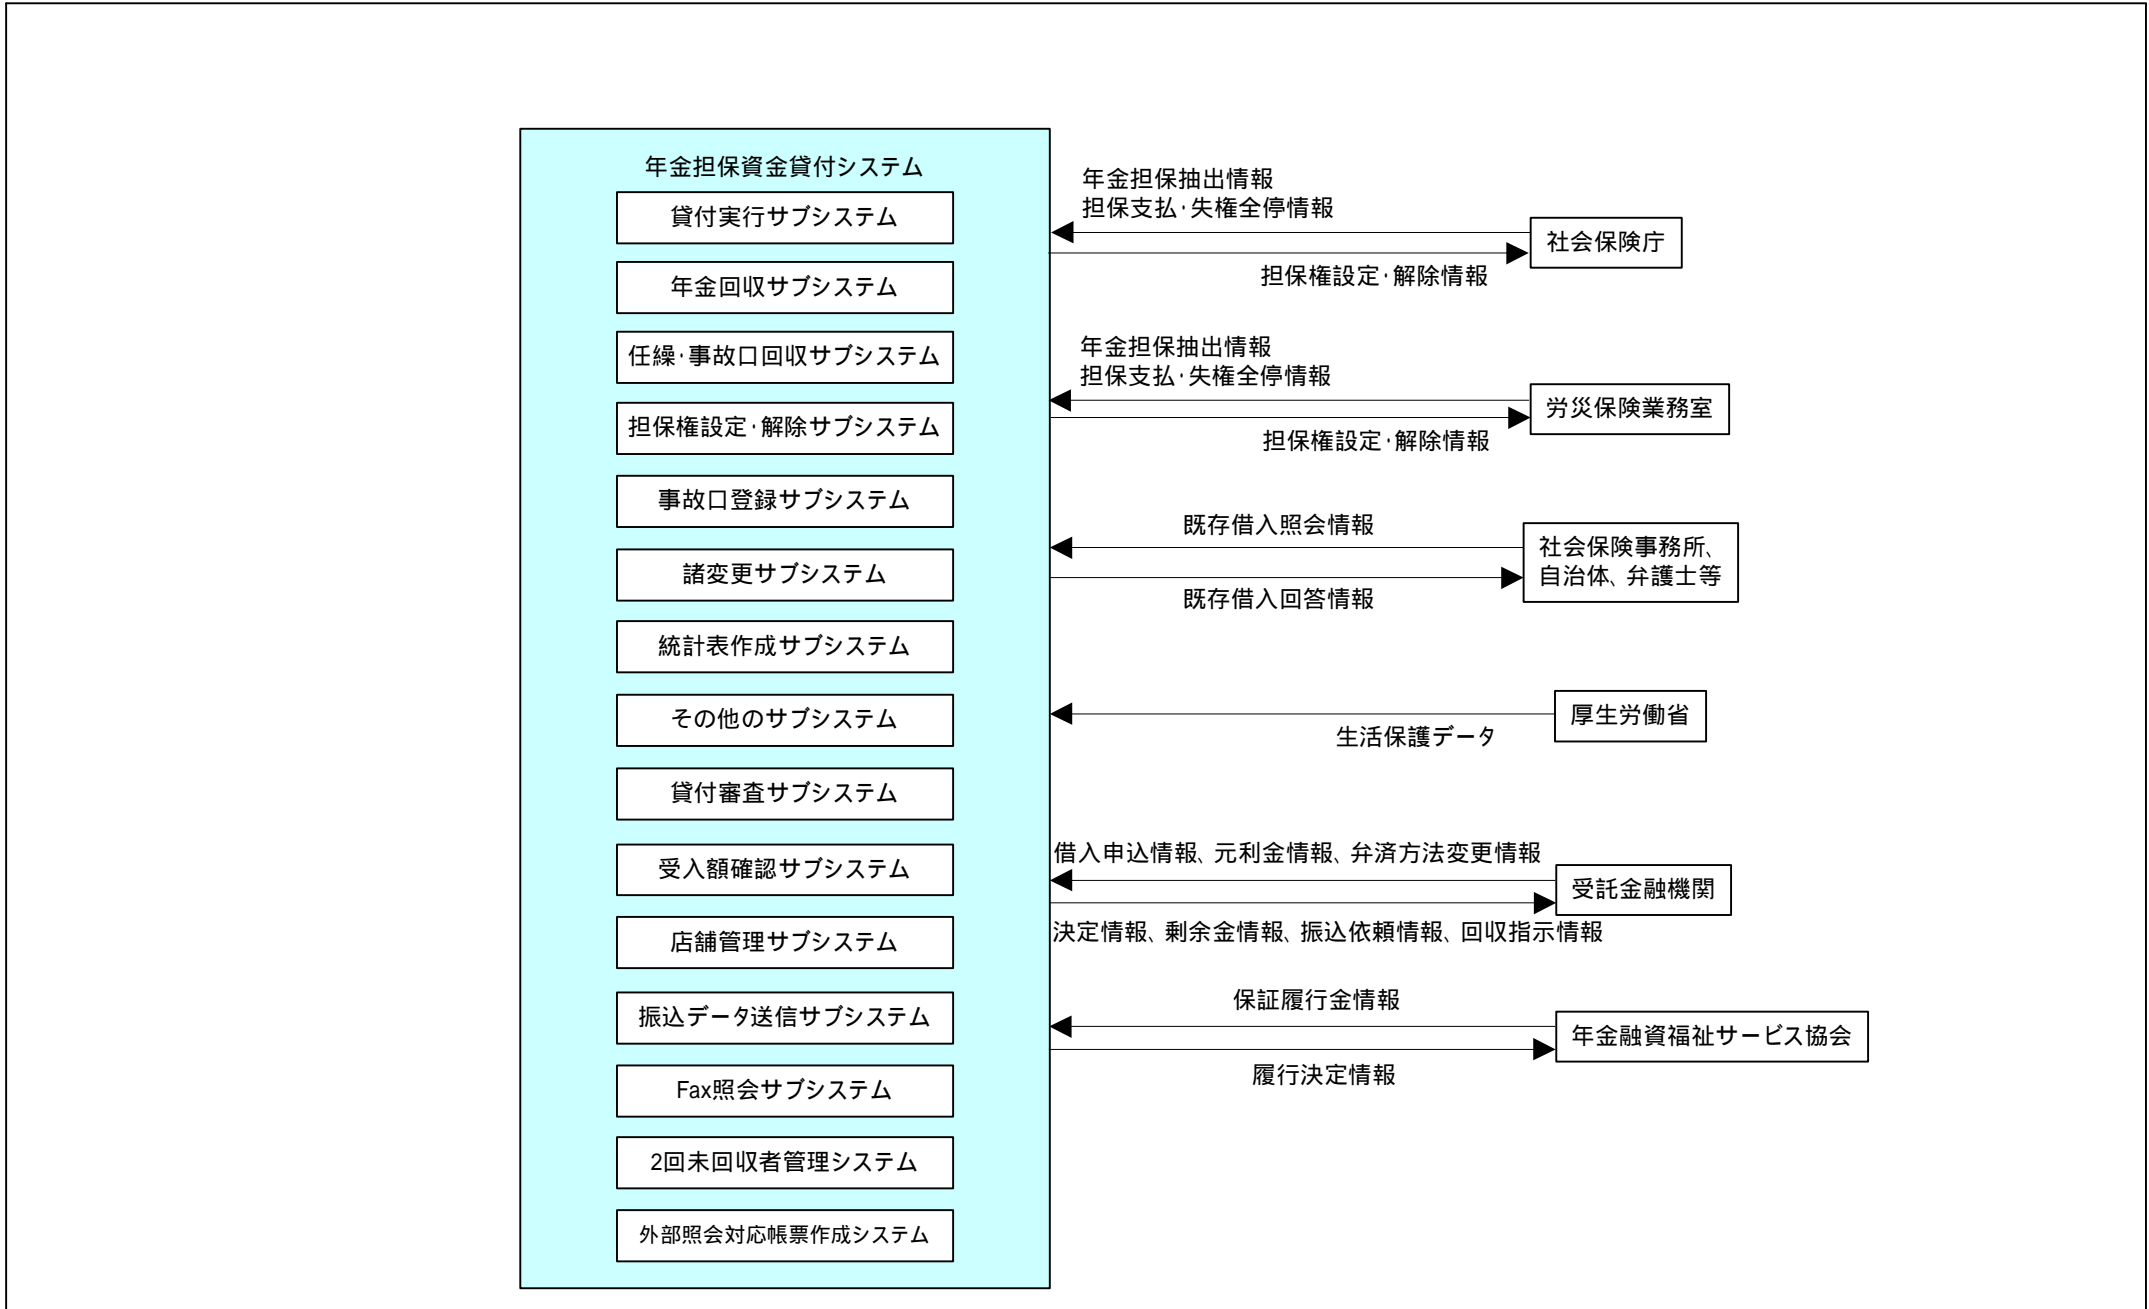 年金担保資金貸付システム
貸付実行サブシステム
年金回収サブシステム
任繰･事故口回収サブシステム
担保権設定･解除サブシステム
事故口登録サブシステム
諸変更サブシステム
統計表作成サブシステム
その他のサブシステム
貸付審査サブシステム
受入額確認サブシステム
店舗管理サブシステム
振込データ送信サブシステム
Fax照会サブシステム
2回未回収者管理システム
外部照会対応帳票作成システム
年金担保抽出情報
担保支払･失権全停情報
社会保険庁
担保権設定･解除情報
年金担保抽出情報
担保支払･失権全停情報
労災保険業務室
担保権設定･解除情報
既存借入照会情報
社会保険事務所、
自治体、弁護士等
既存借入回答情報
厚生労働省
生活保護データ
借入申込情報、元利金情報、弁済方法変更情報
受託金融機関
決定情報、剰余金情報、振込依頼情報、回収指示情報
保証履行金情報
年金融資福祉サービス協会
履行決定情報